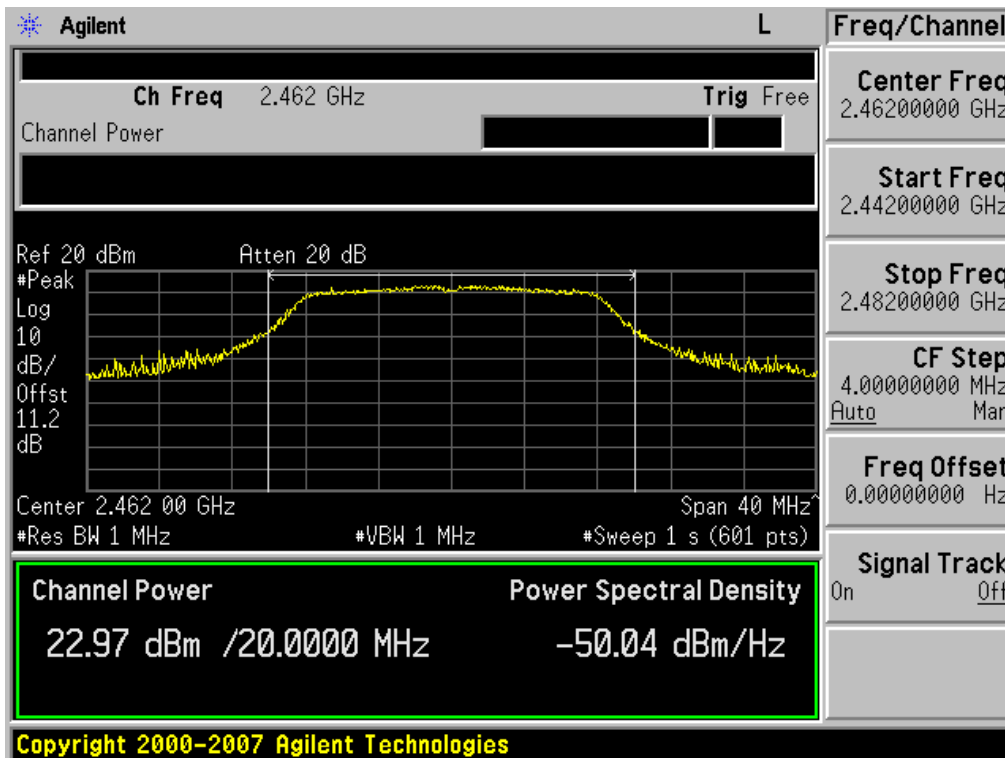 Agilent L
Freq/Channel
Ch Freq 2.462 GHz Trig Free
Channel Power
Ref 20 dBm Atten 20 dB
#Peak
Log
10
dB/
Offst
11.2
dB
Center 2.462 00 GHz Span 40 MHz^
#Res BW 1 MHz #VBW 1 MHz #Sweep 1 s (601 pts)
Channel Power Power Spectral Density
22.97 dBm /20.0000 MHz -50.04 dBm/Hz
Center Freq
2.46200000 GHz
Start Freq
2.44200000 GHz
Stop Freq
2.48200000 GHz
CF Step
4.00000000 MHz
Auto Man
Freq Offset
0.00000000 Hz
Signal Track
On Off
Copyright 2000-2007 Agilent Technologies